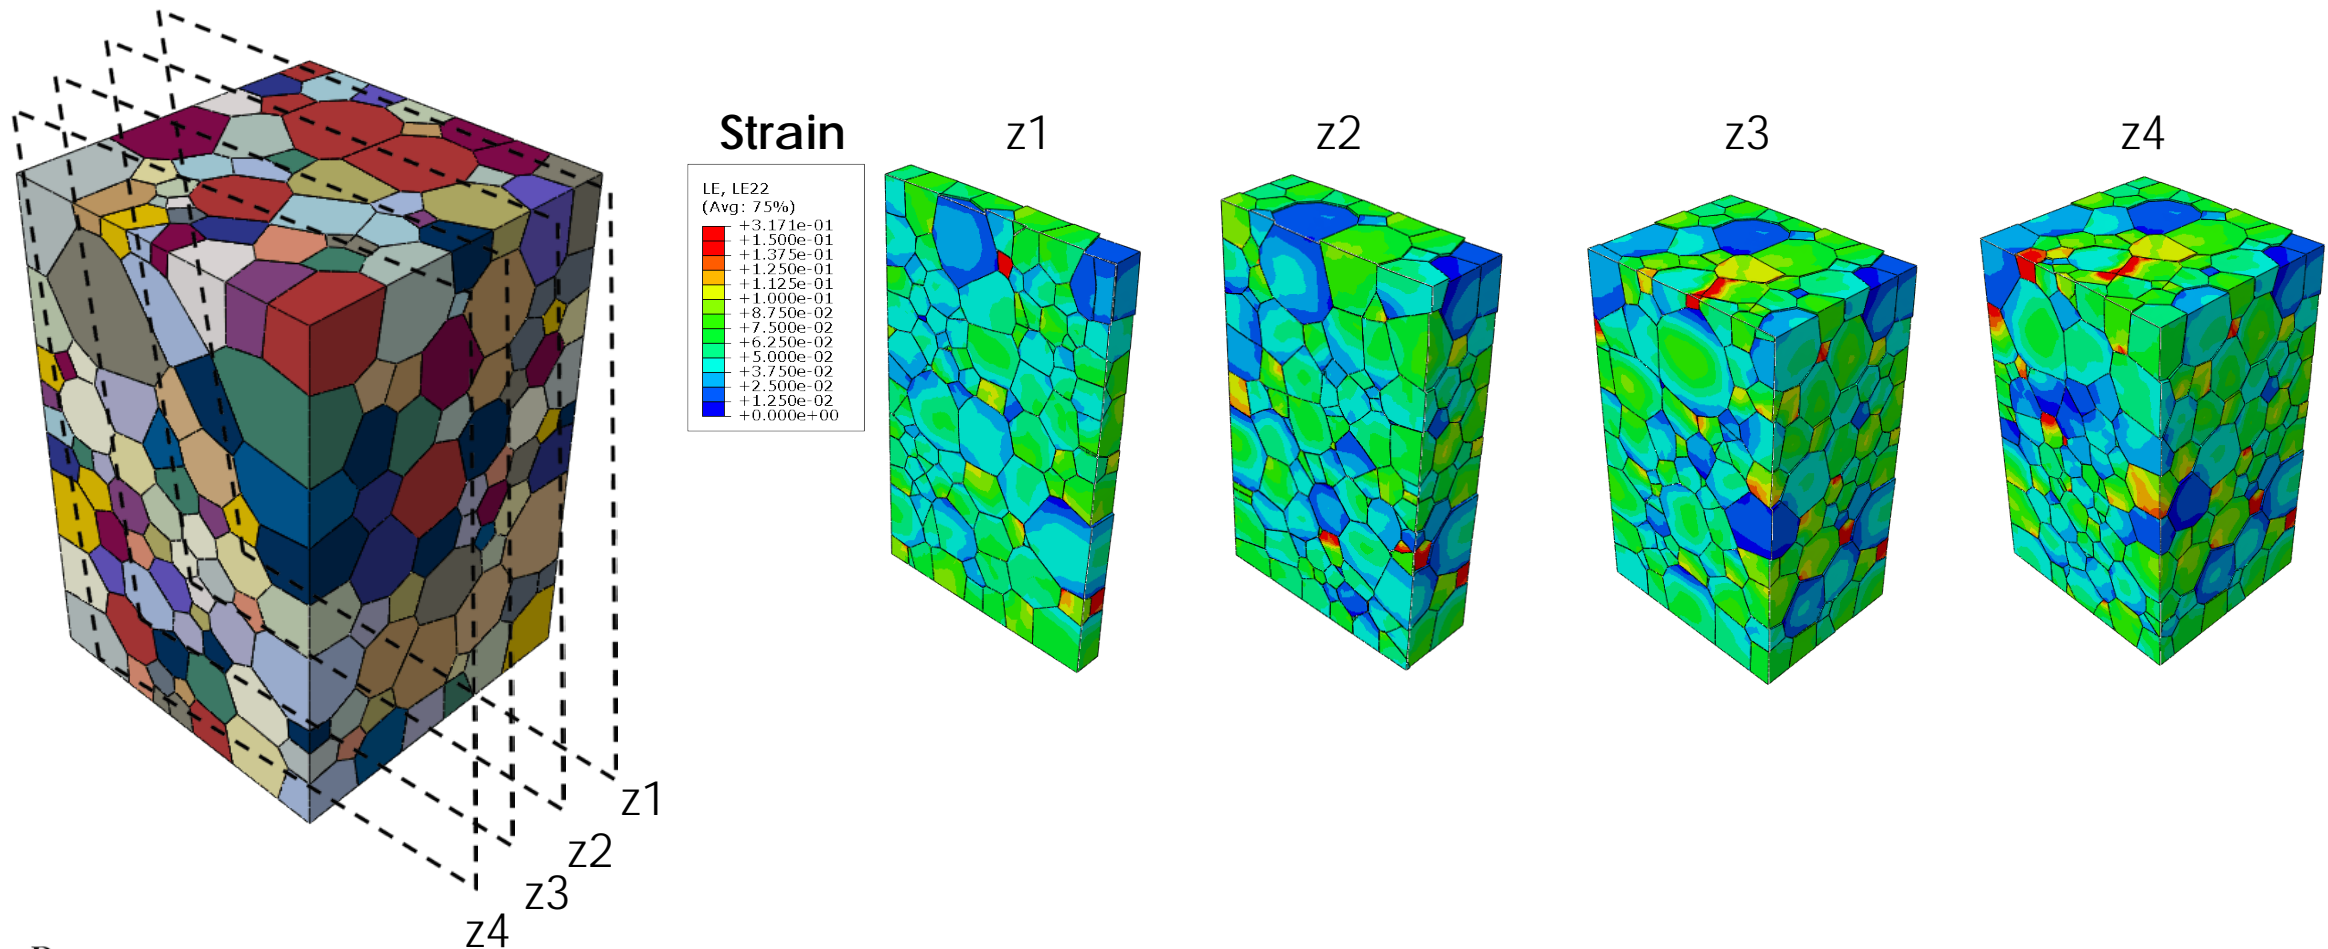 Strain
z1
z2
z3
z4
LE, LE22
(Avg: 75%)
+3.171e-01
+1.500e-01
+1.375e-01
+1.250e-01
+1.125e-01
+1.000e-01
+8.750e-02
+7.500e-02
+6.250e-02
+5.000e-02
+3.750e-02
+2.500e-02
+1.250e-02
+0.000e+00
z1
z2
z3
z4